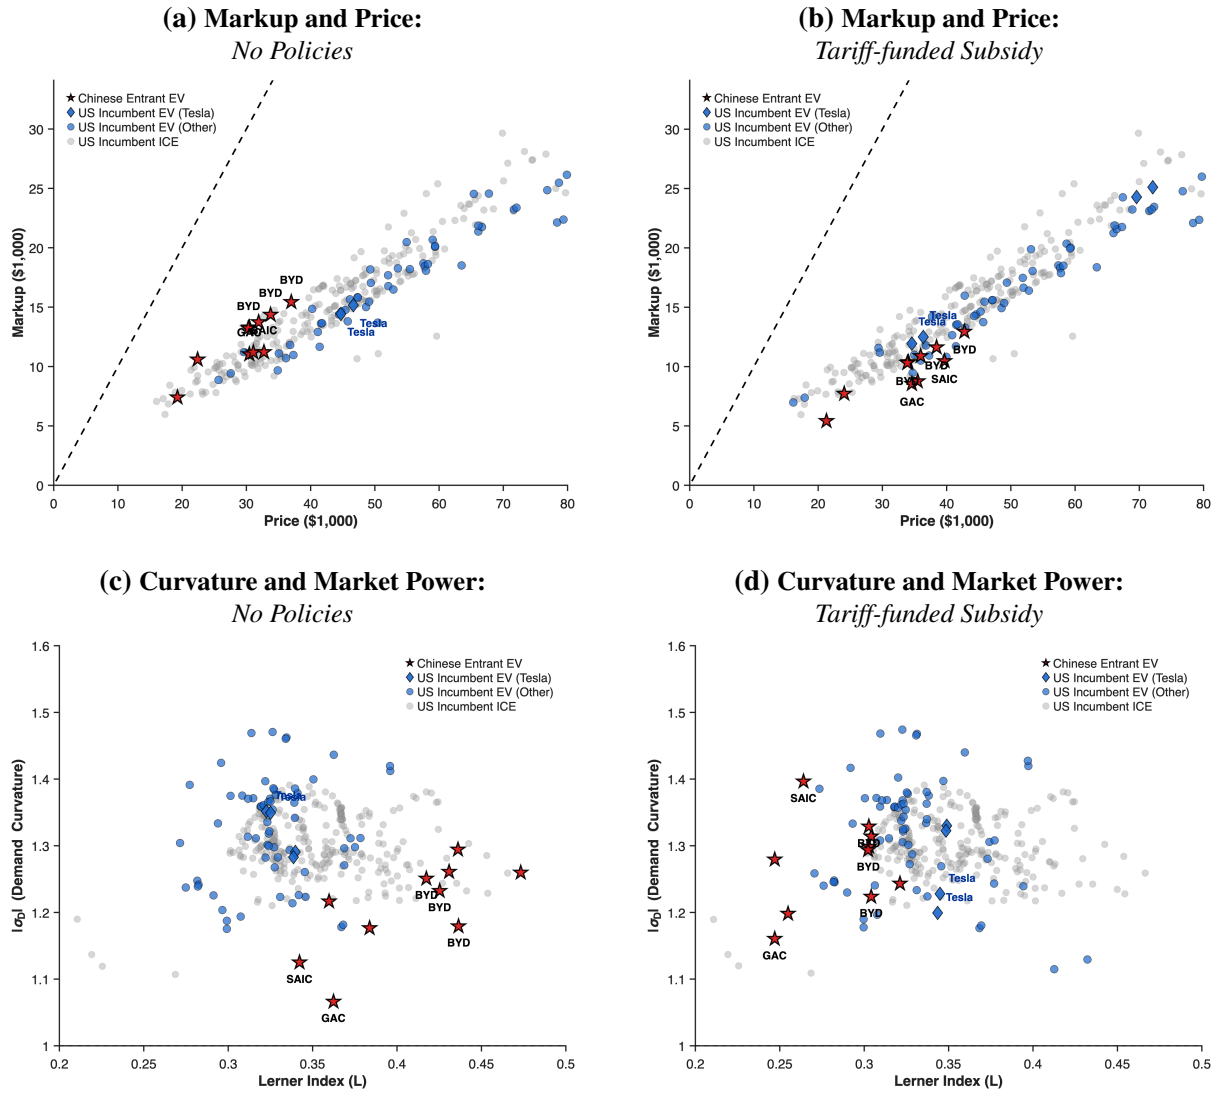 (a) Markup and Price:
No Policies
Chinese Entrant EV
US Incumbent EV (Tesla)
US Incumbent EV (Other)
US Incumbent ICE
30
25
20
15
10
5
0
BYD
BYD
BYD
GAC
SAIC
Tesla
Tesla
0 10 20 30 40 50 60 70 80
Markup ($1,000)
Price ($1,000)
(b) Markup and Price:
Tariff-funded Subsidy
Chinese Entrant EV
US Incumbent EV (Tesla)
US Incumbent EV (Other)
US Incumbent ICE
30
25
20
15
10
5
0
Tesla
Tesla
BYD
BYD
BYD
SAIC
GAC
0 10 20 30 40 50 60 70 80
Markup ($1,000)
Price ($1,000)
(c) Curvature and Market Power:
No Policies
Chinese Entrant EV
US Incumbent EV (Tesla)
US Incumbent EV (Other)
US Incumbent ICE
1.6
1.5
1.4
1.3
1.2
1.1
1
Tesla
Tesla
BYD
BYD
BYD
SAIC
GAC
0.2 0.25 0.3 0.35 0.4 0.45 0.5
|σD| (Demand Curvature)
Lerner Index (L)
(d) Curvature and Market Power:
Tariff-funded Subsidy
Chinese Entrant EV
US Incumbent EV (Tesla)
US Incumbent EV (Other)
US Incumbent ICE
1.6
1.5
1.4
1.3
1.2
1.1
1
SAIC
BYD
BYD
Tesla
Tesla
BYD
GAC
0.2 0.25 0.3 0.35 0.4 0.45 0.5
|σD| (Demand Curvature)
Lerner Index (L)